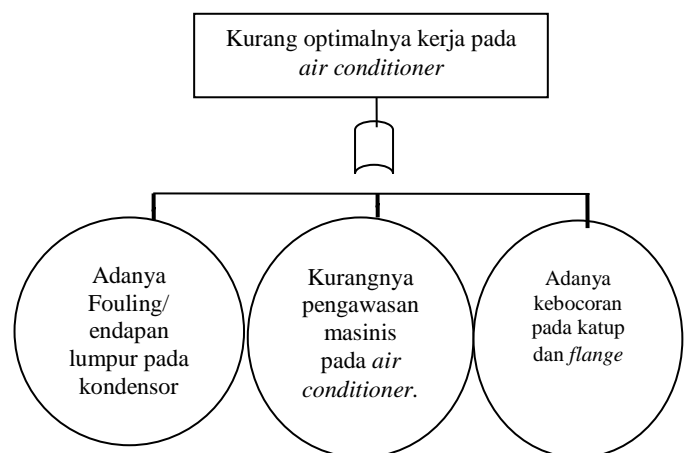 Kurang optimalnya kerja pada
air conditioner
Adanya
Fouling/
endapan
lumpur pada
kondensor
Kurangnya
pengawasan
masinis
pada air
conditioner.
Adanya
kebocoran
pada katup
dan flange